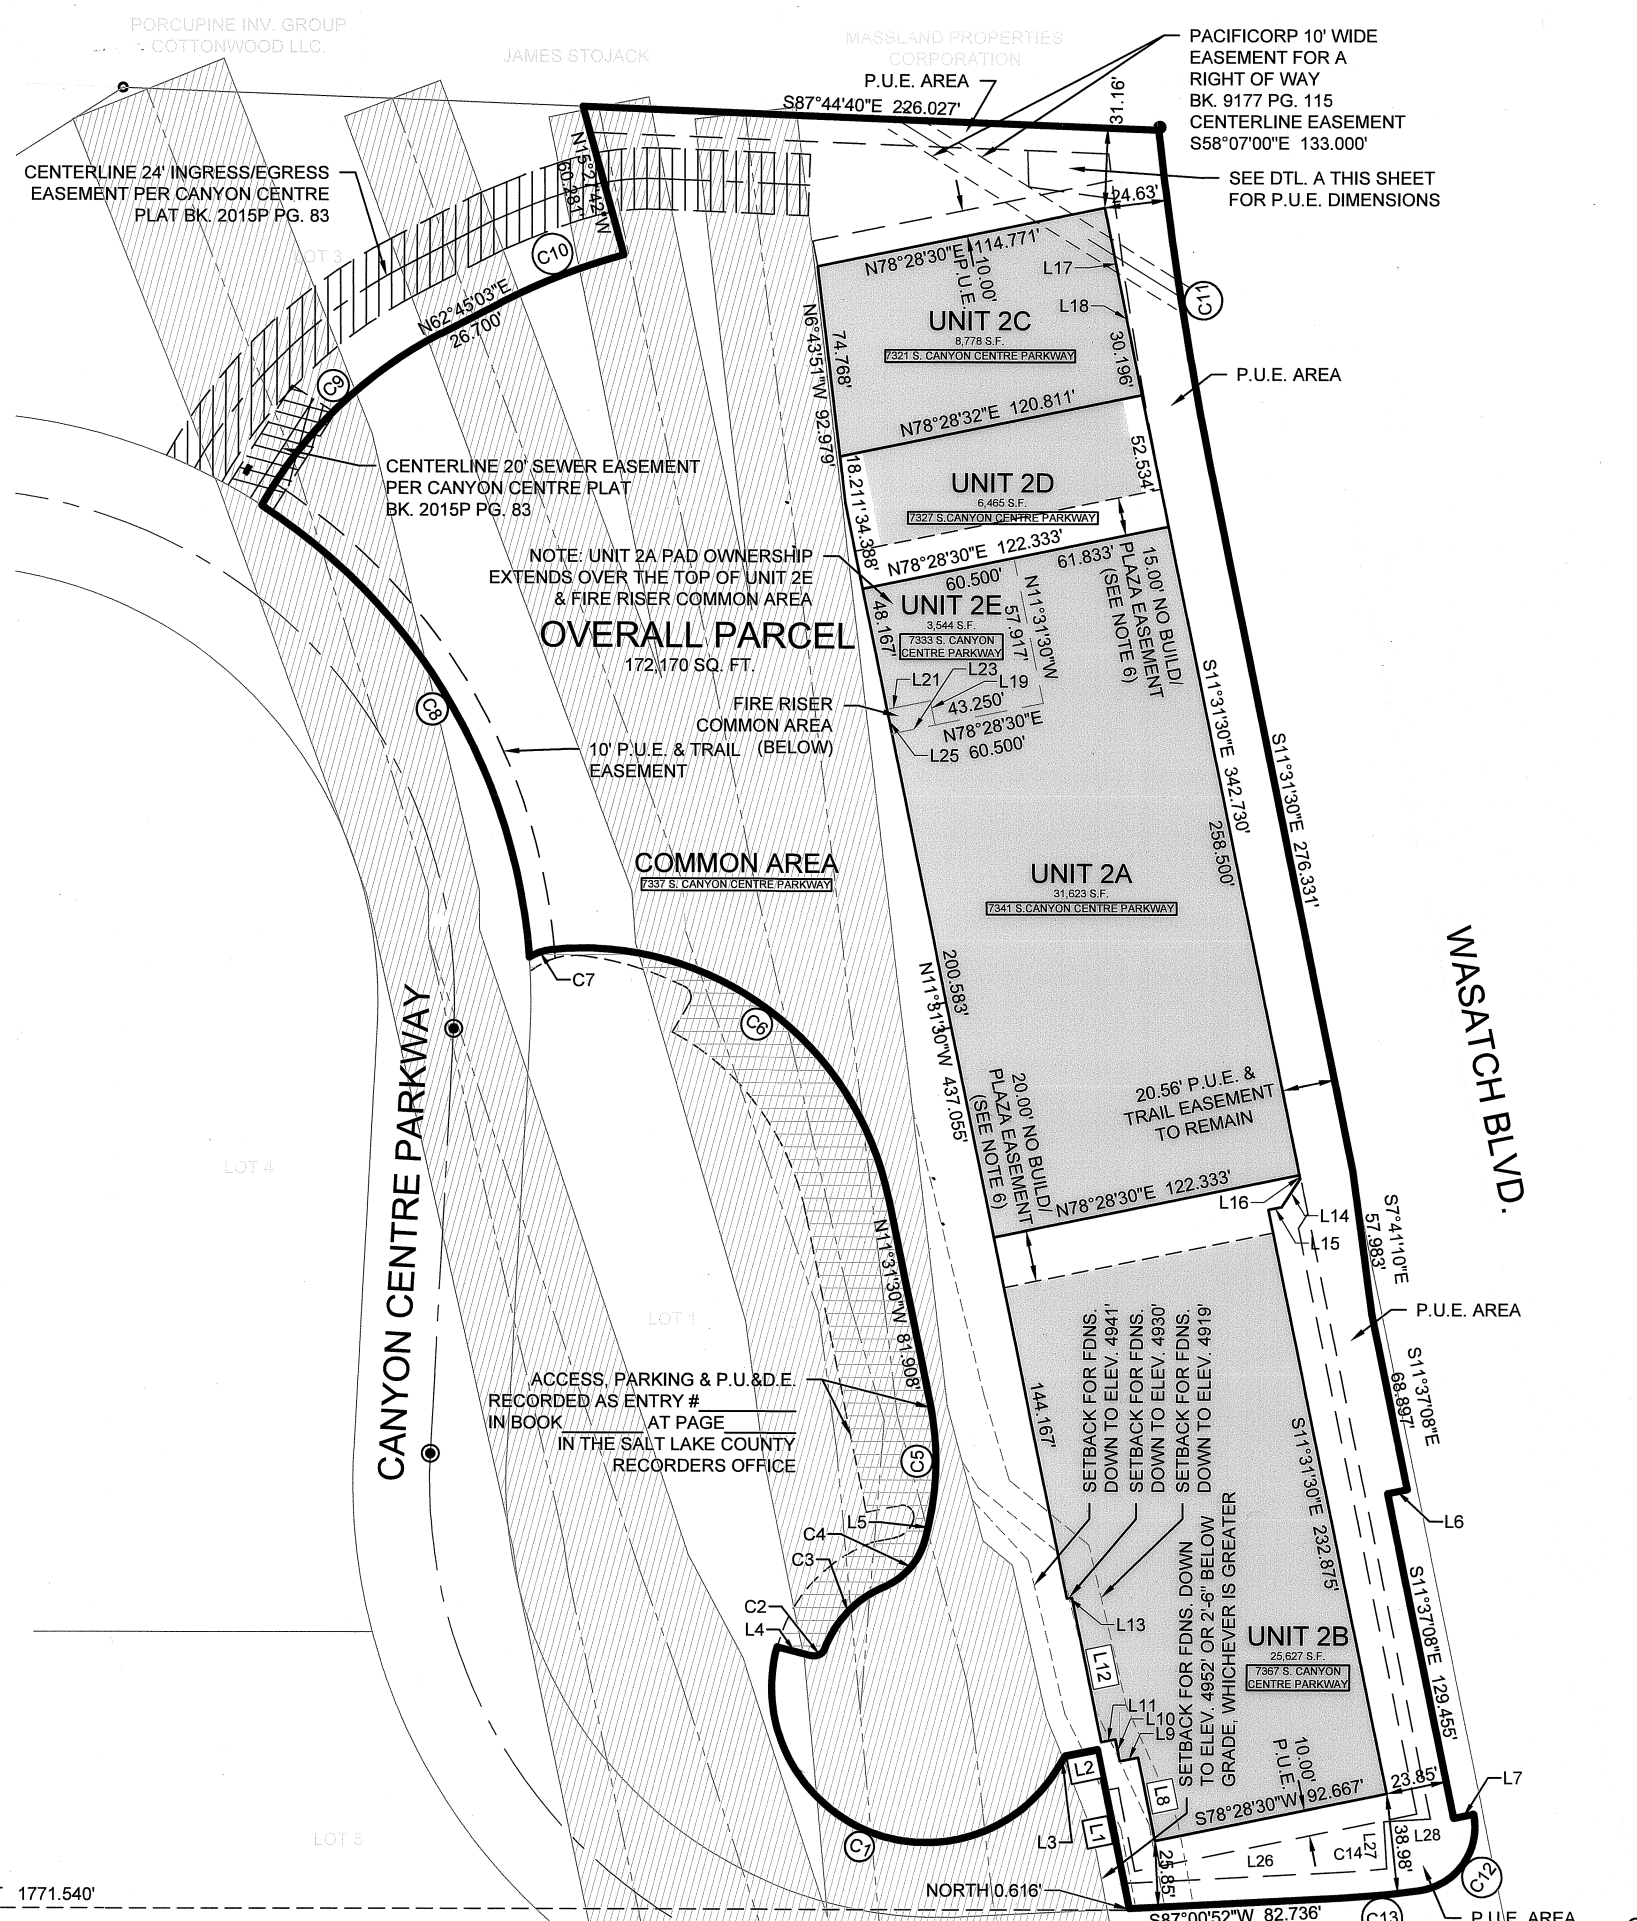 PORCUPINE INV. GROUP
COTTONWOOD LLC.
JAMES STOJACK
MASSLAND PROPERTIES
CORPORATION
P.U.E. AREA
S87°44'40"E 226.027'
31.16'
PACIFICORP 10' WIDE
EASEMENT FOR A
RIGHT OF WAY
BK. 9177 PG. 115
CENTERLINE EASEMENT
S58°07'00"E 133.000'
SEE DTL. A THIS SHEET
FOR P.U.E. DIMENSIONS
CENTERLINE 24' INGRESS/EGRESS
EASEMENT PER CANYON CENTRE
PLAT BK. 2015P PG. 83
N15°21'42"W
60.281'
24.63'
LOT 3
C10
N62°45'03"E
26.700'
C9
N78°28'30"E 114.771'
10.00'
P.U.E.
L17
L18
C11
UNIT 2C
8,778 S.F.
7321 S. CANYON CENTRE PARKWAY
N6°43'51"W 92.979'
74.768'
30.196'
P.U.E. AREA
N78°28'32"E 120.811'
CENTERLINE 20' SEWER EASEMENT
PER CANYON CENTRE PLAT
BK. 2015P PG. 83
18.211'
34.388'
52.534'
UNIT 2D
6,465 S.F.
7327 S.CANYON CENTRE PARKWAY
N78°28'30"E 122.333'
NOTE: UNIT 2A PAD OWNERSHIP
EXTENDS OVER THE TOP OF UNIT 2E
& FIRE RISER COMMON AREA
60.500'
61.833'
15.00' NO BUILD/
PLAZA EASEMENT
(SEE NOTE 6)
UNIT 2E
3,544 S.F.
7333 S. CANYON
CENTRE PARKWAY
48.167'
57.917'
N11°31'30"W
OVERALL PARCEL
172,170 SQ. FT.
L21
L23
L19
43.250'
N78°28'30"E
60.500'
L25
FIRE RISER
COMMON AREA
(BELOW)
C8
10' P.U.E. & TRAIL
EASEMENT
S11°31'30"E 342.730'
S11°31'30"E 276.331'
258.500'
COMMON AREA
7337 S. CANYON CENTRE PARKWAY
UNIT 2A
31,623 S.F.
7341 S.CANYON CENTRE PARKWAY
WASATCH BLVD.
C7
C6
200.583'
N11°31'30"W 437.055'
CANYON CENTRE PARKWAY
20.00' NO BUILD/
PLAZA EASEMENT
(SEE NOTE 6)
20.56' P.U.E. &
TRAIL EASEMENT
TO REMAIN
LOT 4
N78°28'30"E 122.333'
L16
L14
L15
S7°41'10"E
57.983'
N11°31'30"W 81.908'
P.U.E. AREA
LOT 1
SETBACK FOR FDNS.
DOWN TO ELEV. 4941'
SETBACK FOR FDNS.
DOWN TO ELEV. 4930'
SETBACK FOR FDNS.
DOWN TO ELEV. 4919'
S11°37'08"E
68.897'
ACCESS, PARKING & P.U.&D.E.
RECORDED AS ENTRY #
IN BOOK AT PAGE
IN THE SALT LAKE COUNTY
RECORDERS OFFICE
144.167'
S11°31'30"E 232.875'
C5
L5
C4
C3
L6
SETBACK FOR FDNS. DOWN
TO ELEV. 4952' OR 2'-6" BELOW
GRADE, WHICHEVER IS GREATER
S11°37'08"E 129.455'
C2
L4
L13
L12
UNIT 2B
25,627 S.F.
7367 S. CANYON
CENTRE PARKWAY
L11
L10
L9
10.00'
P.U.E.
L2
L8
S78°28'30"W 92.667'
23.85'
L7
LOT 5
C1
L3
L1
25.85'
L26
C14
L27
38.98'
L28
C12
1771.540'
NORTH 0.616'
S87°00'52"W 82.736'
C13
P.U.E. AREA